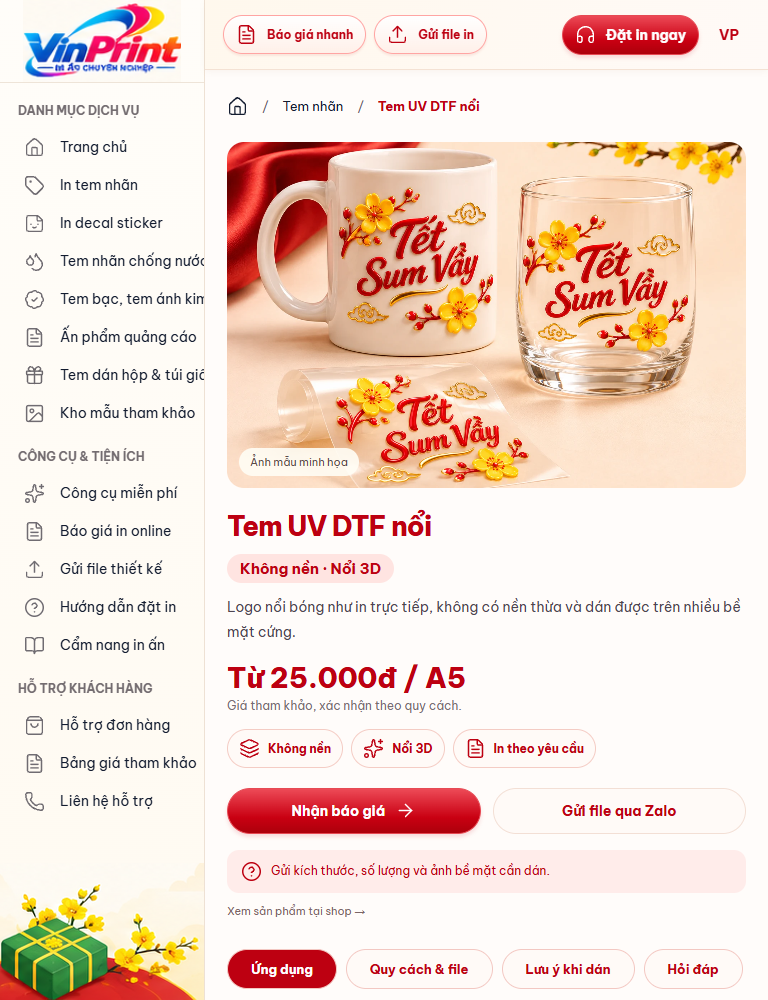 VinPrint
IN ẤN CHUYÊN NGHIỆP
Báo giá nhanh
Gửi file in
Đặt in ngay
VP
DANH MỤC DỊCH VỤ
Trang chủ
In tem nhãn
In decal sticker
Tem nhãn chống nước
Tem bạc, tem ánh kim
Ấn phẩm quảng cáo
Tem dán hộp & túi giấ
Kho mẫu tham khảo
CÔNG CỤ & TIỆN ÍCH
Công cụ miễn phí
Báo giá in online
Gửi file thiết kế
Hướng dẫn đặt in
Cẩm nang in ấn
HỖ TRỢ KHÁCH HÀNG
Hỗ trợ đơn hàng
Bảng giá tham khảo
Liên hệ hỗ trợ
/ Tem nhãn / Tem UV DTF nổi
Tết
Sum Vầy
Tết
Sum Vầy
Tết
Sum Vầy
Ảnh mẫu minh họa
Tem UV DTF nổi
Không nền · Nổi 3D
Logo nổi bóng như in trực tiếp, không có nền thừa và dán được trên nhiều bề
mặt cứng.
Từ 25.000đ / A5
Giá tham khảo, xác nhận theo quy cách.
Không nền
Nổi 3D
In theo yêu cầu
Nhận báo giá →
Gửi file qua Zalo
Gửi kích thước, số lượng và ảnh bề mặt cần dán.
Xem sản phẩm tại shop →
Ứng dụng
Quy cách & file
Lưu ý khi dán
Hỏi đáp